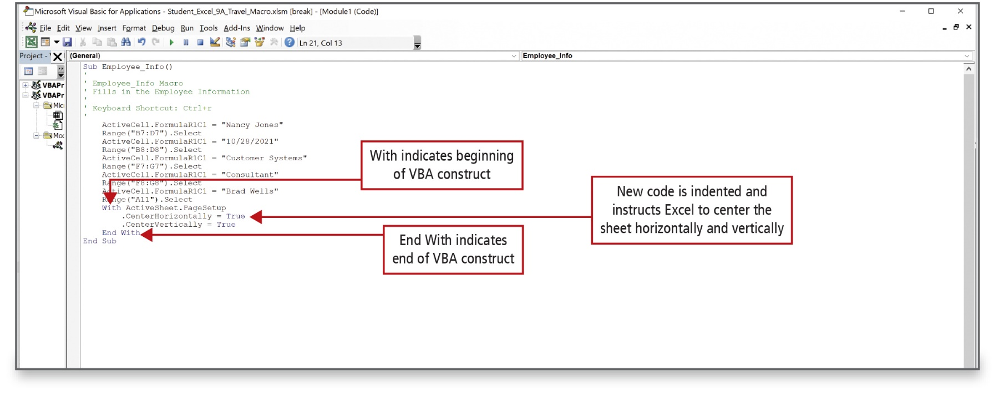 Microsoft Visual Basic for Applications - Student_Excel_9A_Travel_Macro.xlsm [break] - [Module1 (Code)]
File Edit View Insert Format Debug Run Tools Add-Ins Window Help
Ln 21, Col 13
Project -
(General)
Employee_Info
VBAPr
VBAPr
Micr
Moc
Sub Employee_Info()
'
' Employee_Info Macro
' Fills in the Employee Information
'
' Keyboard Shortcut: Ctrl+r
'
ActiveCell.FormulaR1C1 = "Nancy Jones"
Range("B7:D7").Select
ActiveCell.FormulaR1C1 = "10/28/2021"
Range("B8:D8").Select
ActiveCell.FormulaR1C1 = "Customer Systems"
Range("F7:G7").Select
ActiveCell.FormulaR1C1 = "Consultant"
Range("F8:G8").Select
ActiveCell.FormulaR1C1 = "Brad Wells"
Range("A11").Select
With ActiveSheet.PageSetup
.CenterHorizontally = True
.CenterVertically = True
End With
End Sub
With indicates beginning
of VBA construct
New code is indented and
instructs Excel to center the
sheet horizontally and vertically
End With indicates
end of VBA construct